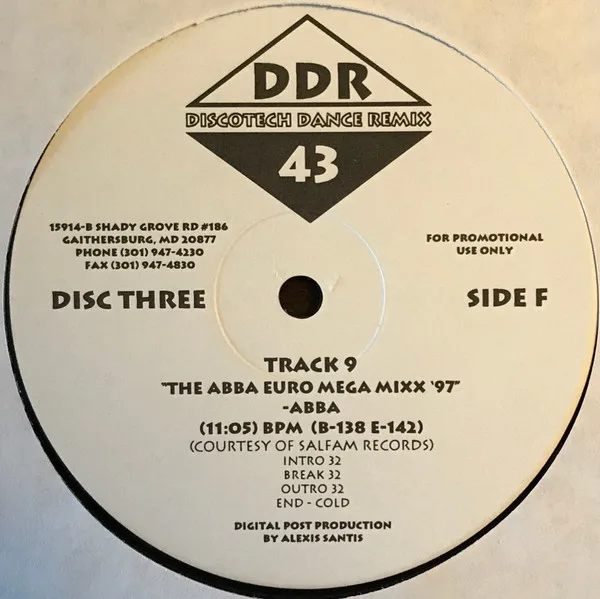 DDR
DISCOTECH DANCE REMIX
43
15914-B SHADY GROVE RD #186
GAITHERSBURG, MD 20877
PHONE (301) 947-4230
FAX (301) 947-4830
FOR PROMOTIONAL
USE ONLY
DISC THREE
SIDE F
TRACK 9
"THE ABBA EURO MEGA MIXX '97"
-ABBA
(11:05) BPM (B-138 E-142)
(COURTESY OF SALFAM RECORDS)
INTRO 32
BREAK 32
OUTRO 32
END - COLD
DIGITAL POST PRODUCTION
BY ALEXIS SANTIS